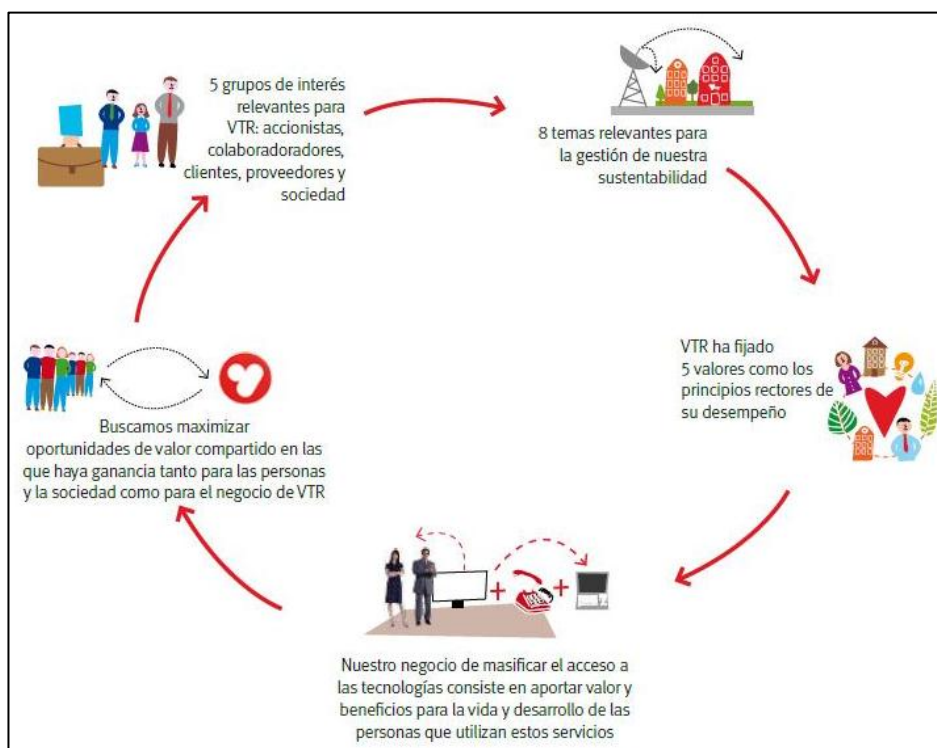 5 grupos de interés
relevantes para
VTR: accionistas,
colaboradoradores,
clientes, proveedores y
sociedad
8 temas relevantes para
la gestión de nuestra
sustentabilidad
VTR ha fijado
5 valores como los
principios rectores de
su desempeño
Nuestro negocio de masificar el acceso a
las tecnologías consiste en aportar valor y
beneficios para la vida y desarrollo de las
personas que utilizan estos servicios
Buscamos maximizar
oportunidades de valor compartido en las
que haya ganancia tanto para las personas
y la sociedad como para el negocio de VTR